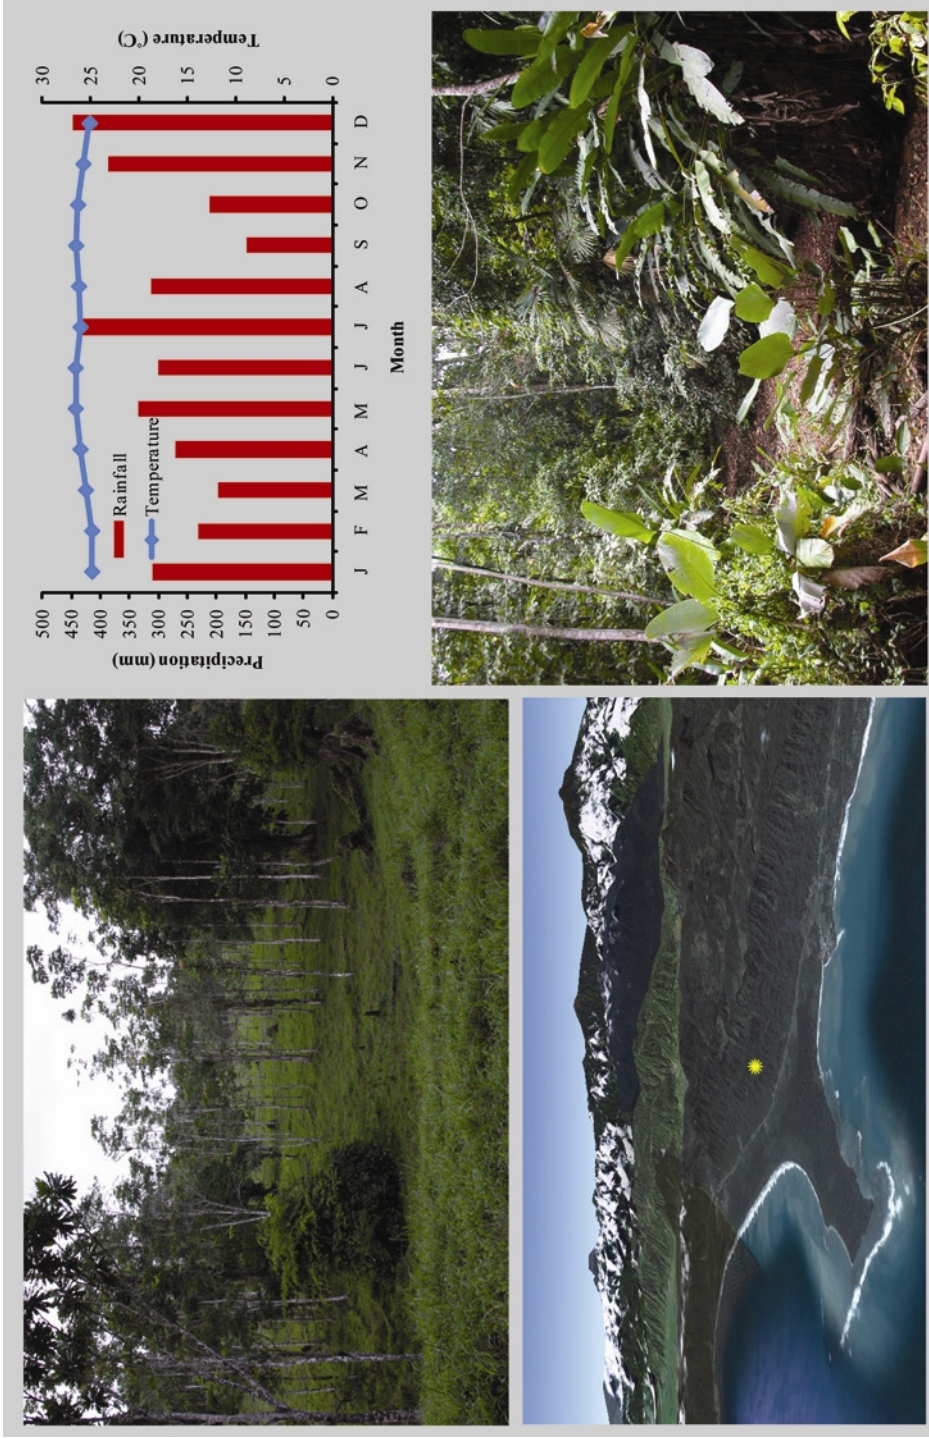 Temperature (°C)
30
25
20
15
10
5
0
D
N
O
S
A
J
J
M
A
M
F
J
Month
Rainfall
Temperature
500
450
400
350
300
250
200
150
100
50
0
Precipitation (mm)